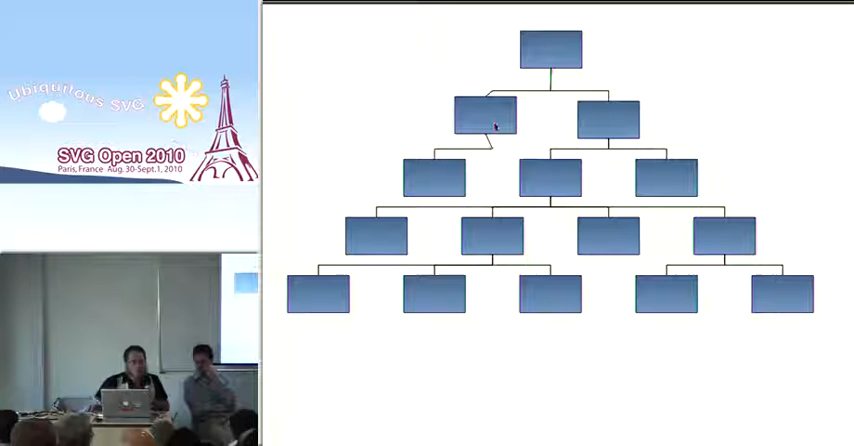 Ubiquitous SVG
SVG Open 2010
Paris, France Aug. 30-Sept.1, 2010